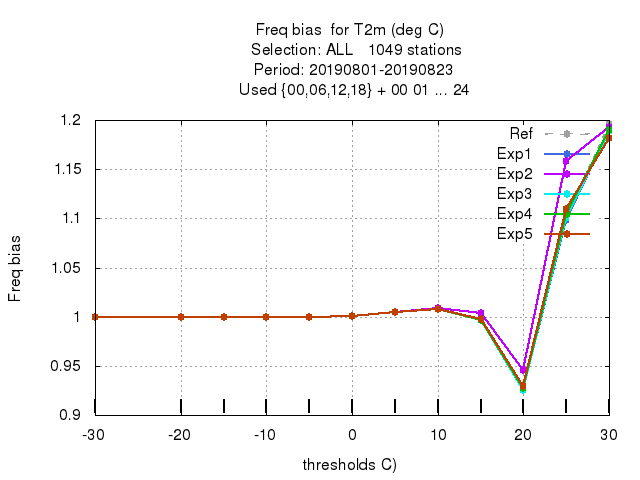 Freq bias  for T2m (deg C)
Selection: ALL   1049 stations
Period: 20190801-20190823
Used {00,06,12,18} + 00 01 ... 24
1.2
1.15
1.1
1.05
1
0.95
0.9
Freq bias
Ref
Exp1
Exp2
Exp3
Exp4
Exp5
-30 -20 -10 0 10 20 30
thresholds C)